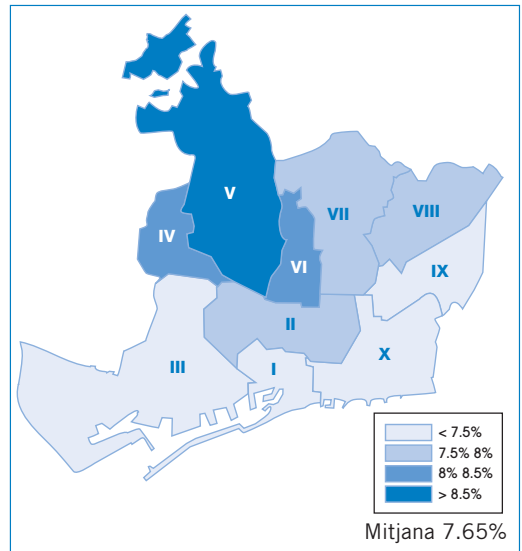 V
VII
VIII
IV
VI
IX
II
X
III
I
< 7.5%
7.5% 8%
8% 8.5%
> 8.5%
Mitjana 7.65%